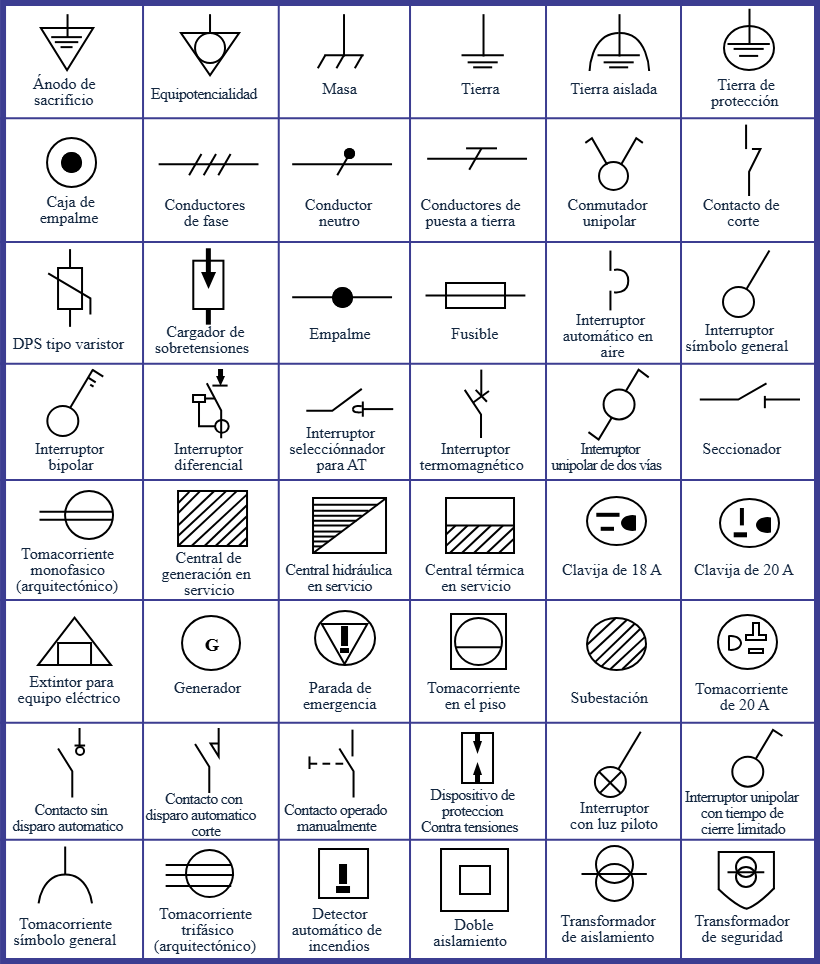 Ánodo de
sacrificio
Equipotencialidad
Masa
Tierra
Tierra aislada
Tierra de
protección
Caja de
empalme
Conductores
de fase
Conductor
neutro
Conductores de
puesta a tierra
Conmutador
unipolar
Contacto de
corte
DPS tipo varistor
Cargador de
sobretensiones
Empalme
Fusible
Interruptor
automático en
aire
Interruptor
símbolo general
Interruptor
bipolar
Interruptor
diferencial
Interruptor
selecciónnador
para AT
Interruptor
termomagnético
Interruptor
unipolar de dos vías
Seccionador
Tomacorriente
monofasico
(arquitectónico)
Central de
generación en
servicio
Central hidráulica
en servicio
Central térmica
en servicio
Clavija de 18 A
Clavija de 20 A
Extintor para
equipo eléctrico
G
Generador
Parada de
emergencia
Tomacorriente
en el piso
Subestación
Tomacorriente
de 20 A
Contacto sin
disparo automatico
Contacto con
disparo automatico
corte
Contacto operado
manualmente
Dispositivo de
proteccion
Contra tensiones
Interruptor
con luz piloto
Interruptor unipolar
con tiempo de
cierre limitado
Tomacorriente
símbolo general
Tomacorriente
trifásico
(arquitectónico)
Detector
automático de
incendios
Doble
aislamiento
Transformador
de aislamiento
Transformador
de seguridad